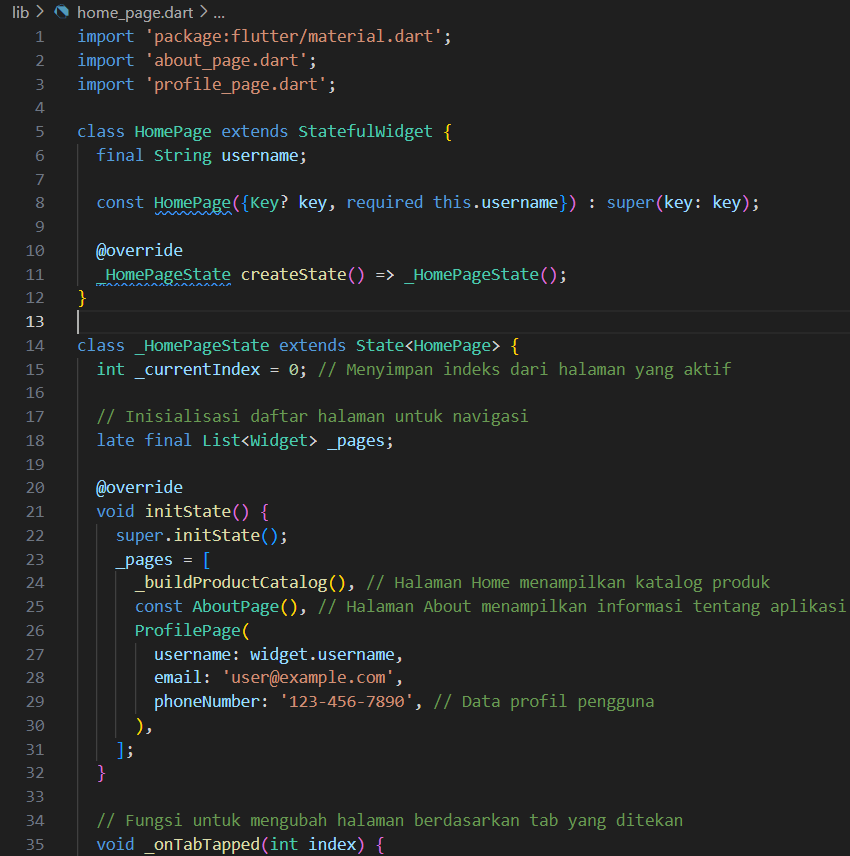 lib > home_page.dart > ...
1 import 'package:flutter/material.dart';
2 import 'about_page.dart';
3 import 'profile_page.dart';
4
5 class HomePage extends StatefulWidget {
6   final String username;
7
8   const HomePage({Key? key, required this.username}) : super(key: key);
9
10   @override
11   _HomePageState createState() => _HomePageState();
12 }
13
14 class _HomePageState extends State<HomePage> {
15   int _currentIndex = 0; // Menyimpan indeks dari halaman yang aktif
16
17   // Inisialisasi daftar halaman untuk navigasi
18   late final List<Widget> _pages;
19
20   @override
21   void initState() {
22     super.initState();
23     _pages = [
24       _buildProductCatalog(), // Halaman Home menampilkan katalog produk
25       const AboutPage(), // Halaman About menampilkan informasi tentang aplikasi
26       ProfilePage(
27         username: widget.username,
28         email: 'user@example.com',
29         phoneNumber: '123-456-7890', // Data profil pengguna
30       ),
31     ];
32   }
33
34   // Fungsi untuk mengubah halaman berdasarkan tab yang ditekan
35   void _onTabTapped(int index) {